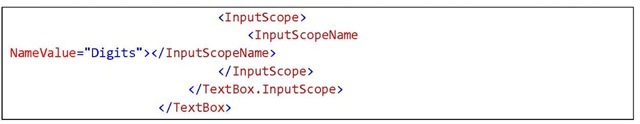 <InputScope>
<InputScopeName
NameValue="Digits"></InputScopeName>
</InputScope>
</TextBox.InputScope>
</TextBox>